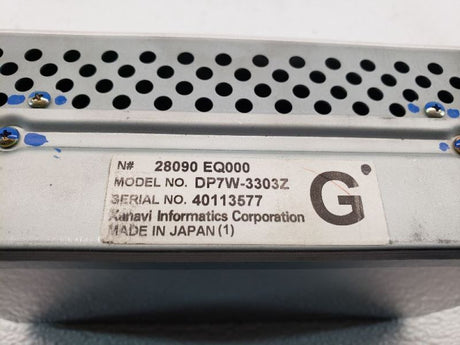 N# 28090 EQ000
MODEL NO. DP7W-3303Z
SERIAL NO. 40113577
Xanavi Informatics Corporation
MADE IN JAPAN (1)
G